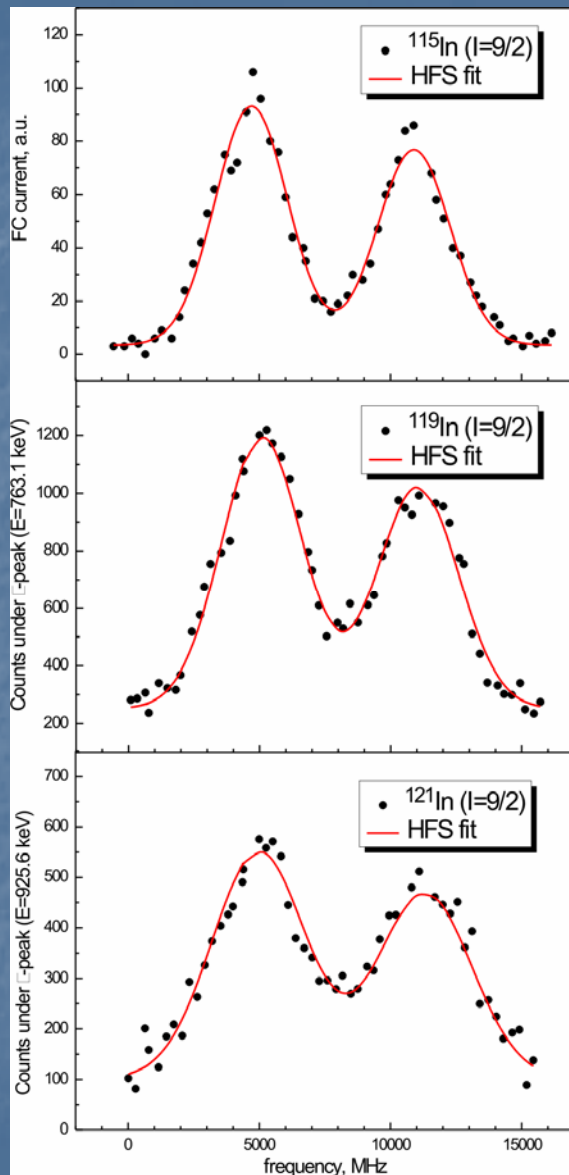 ¹¹⁵In (I=9/2)
HFS fit
FC current, a.u.
120
100
80
60
40
20
0
¹¹⁹In (I=9/2)
HFS fit
Counts under □-peak (E=763.1 keV)
1200
1000
800
600
400
200
¹²¹In (I=9/2)
HFS fit
Counts under □-peak (E=925.6 keV)
700
600
500
400
300
200
100
0
0 5000 10000 15000
frequency, MHz